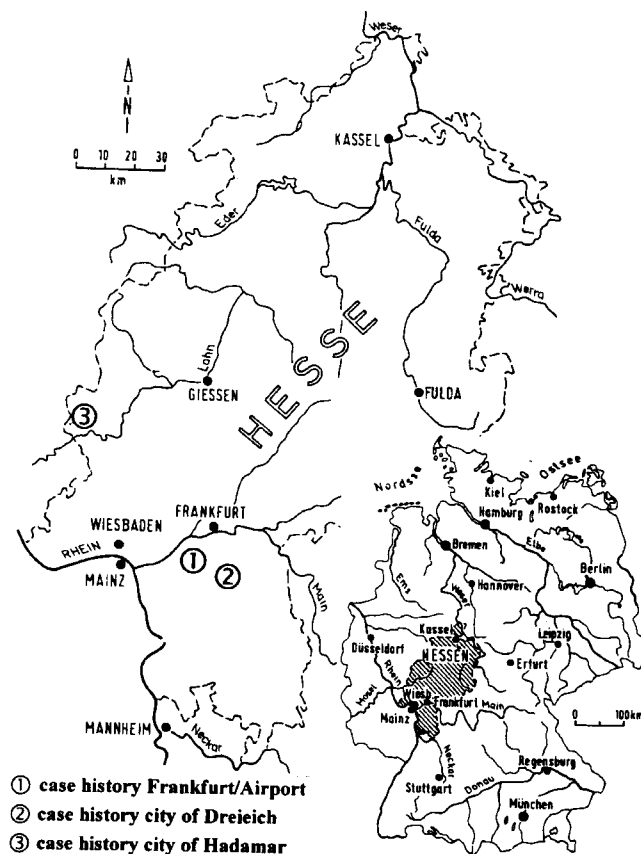 Weser
N
0 10 20 30
km
KASSEL
Eder
Fulda
Werra
Lahn
GIESSEN
HESSE
FULDA
③
WIESBADEN
FRANKFURT
RHEIN
MAINZ
①
②
Main
MANNHEIM
Neckar
Nordsee
Ostsee
Kiel
Rostock
Hamburg
Elbe
Bremen
Berlin
Ems
Hannover
Weser
Kassel
Leipzig
Düsseldorf
HESSEN
Erfurt
Rhein
Mosel
Wiesb.
Frankfurt
Main
Mainz
0 100km
Neckar
Regensburg
Stuttgart
Donau
München
① case history Frankfurt/Airport
② case history city of Dreieich
③ case history city of Hadamar